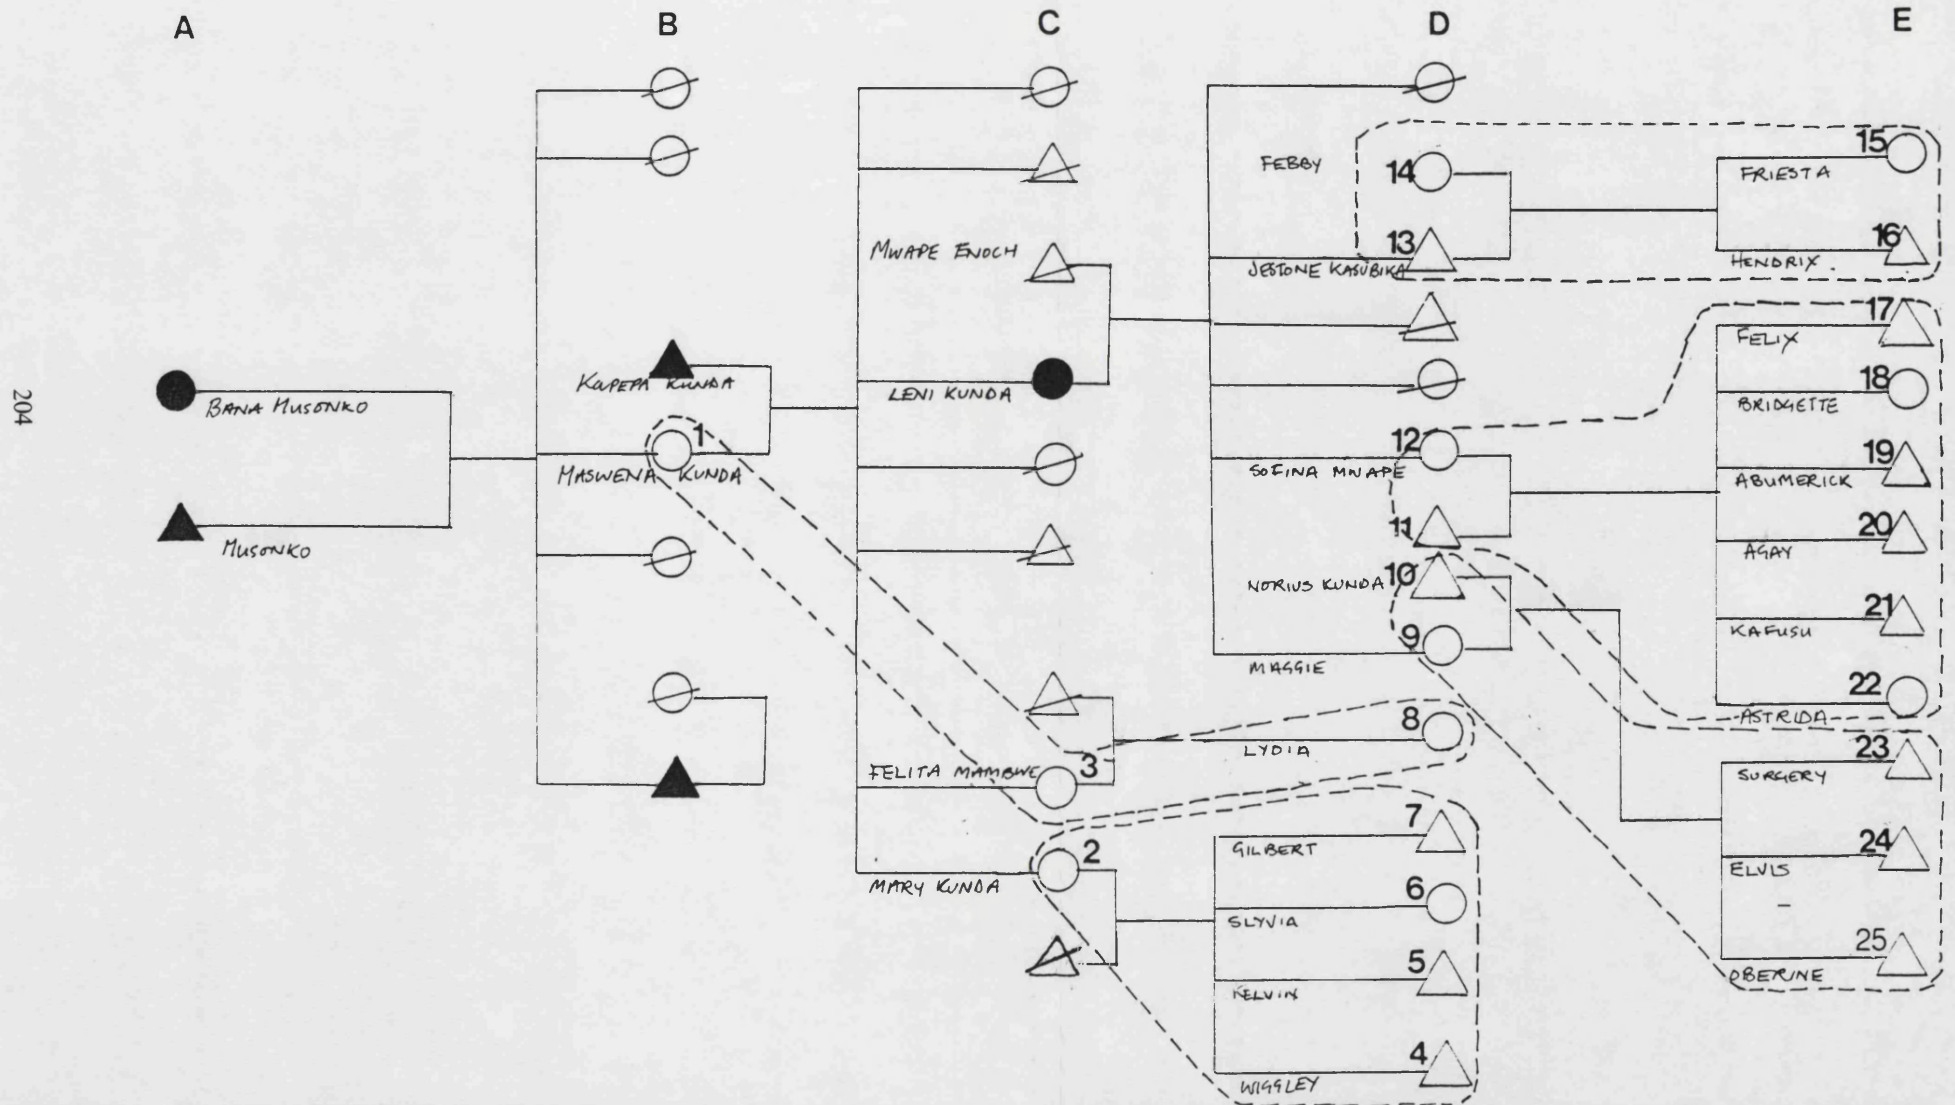 A B C D E
FEBBY
14
15
FRIESTA
MWAPE ENOCH
13
JESTONE KASUBIKA
16
HENDRIX.
17
FELIX
KAPEPA KUNDA
LENI KUNDA
18
BRIDGETTE
BANA MUSONKO
204
1
MASWENA KUNDA
12
SOFINA MWAPE
19
ABUMERICK
MUSONKO
11
20
AGAY
NORIUS KUNDA
10
21
KAFUSU
9
MAGGIE
22
ASTRIDA
8
LYDIA
23
SURGERY
FELITA MAMBWE
3
7
GILBERT
24
ELVIS
2
MARY KUNDA
6
SLYVIA
25
OBERINE
5
KELVIN
4
WIGGLEY